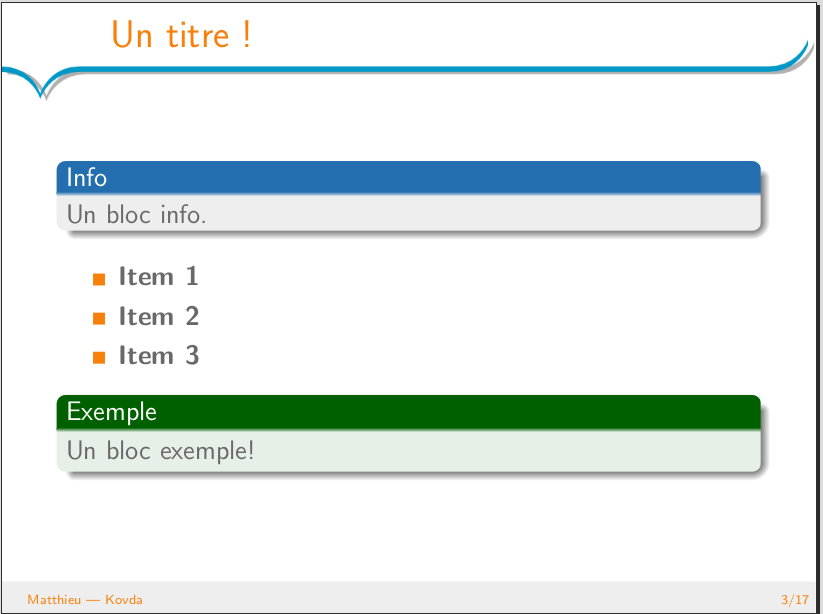 Un titre !
Info
Un bloc info.
Item 1
Item 2
Item 3
Exemple
Un bloc exemple!
Matthieu — Kovda
3/17